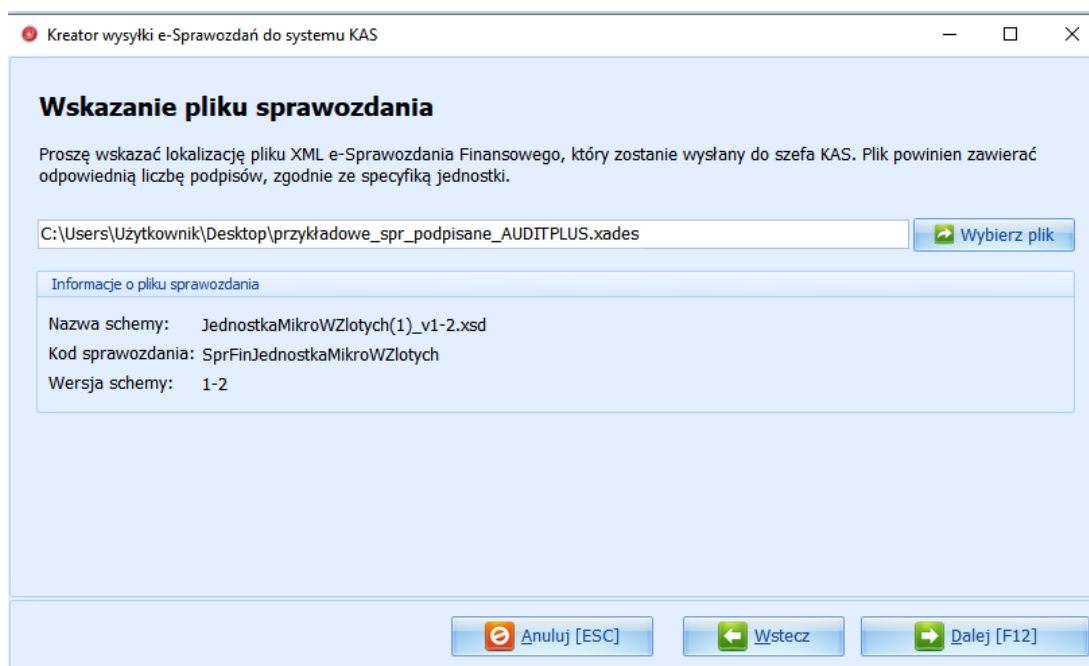 Kreator wysyłki e-Sprawozdań do systemu KAS
Wskazanie pliku sprawozdania
Proszę wskazać lokalizację pliku XML e-Sprawozdania Finansowego, który zostanie wysłany do szefa KAS. Plik powinien zawierać
odpowiednią liczbę podpisów, zgodnie ze specyfiką jednostki.
C:\Users\Użytkownik\Desktop\przykładowe_spr_podpisane_AUDITPLUS.xades
Wybierz plik
Informacje o pliku sprawozdania
Nazwa schemy: JednostkaMikroWZlotych(1)_v1-2.xsd
Kod sprawozdania: SprFinJednostkaMikroWZlotych
Wersja schemy: 1-2
Anuluj [ESC] Wstecz Dalej [F12]